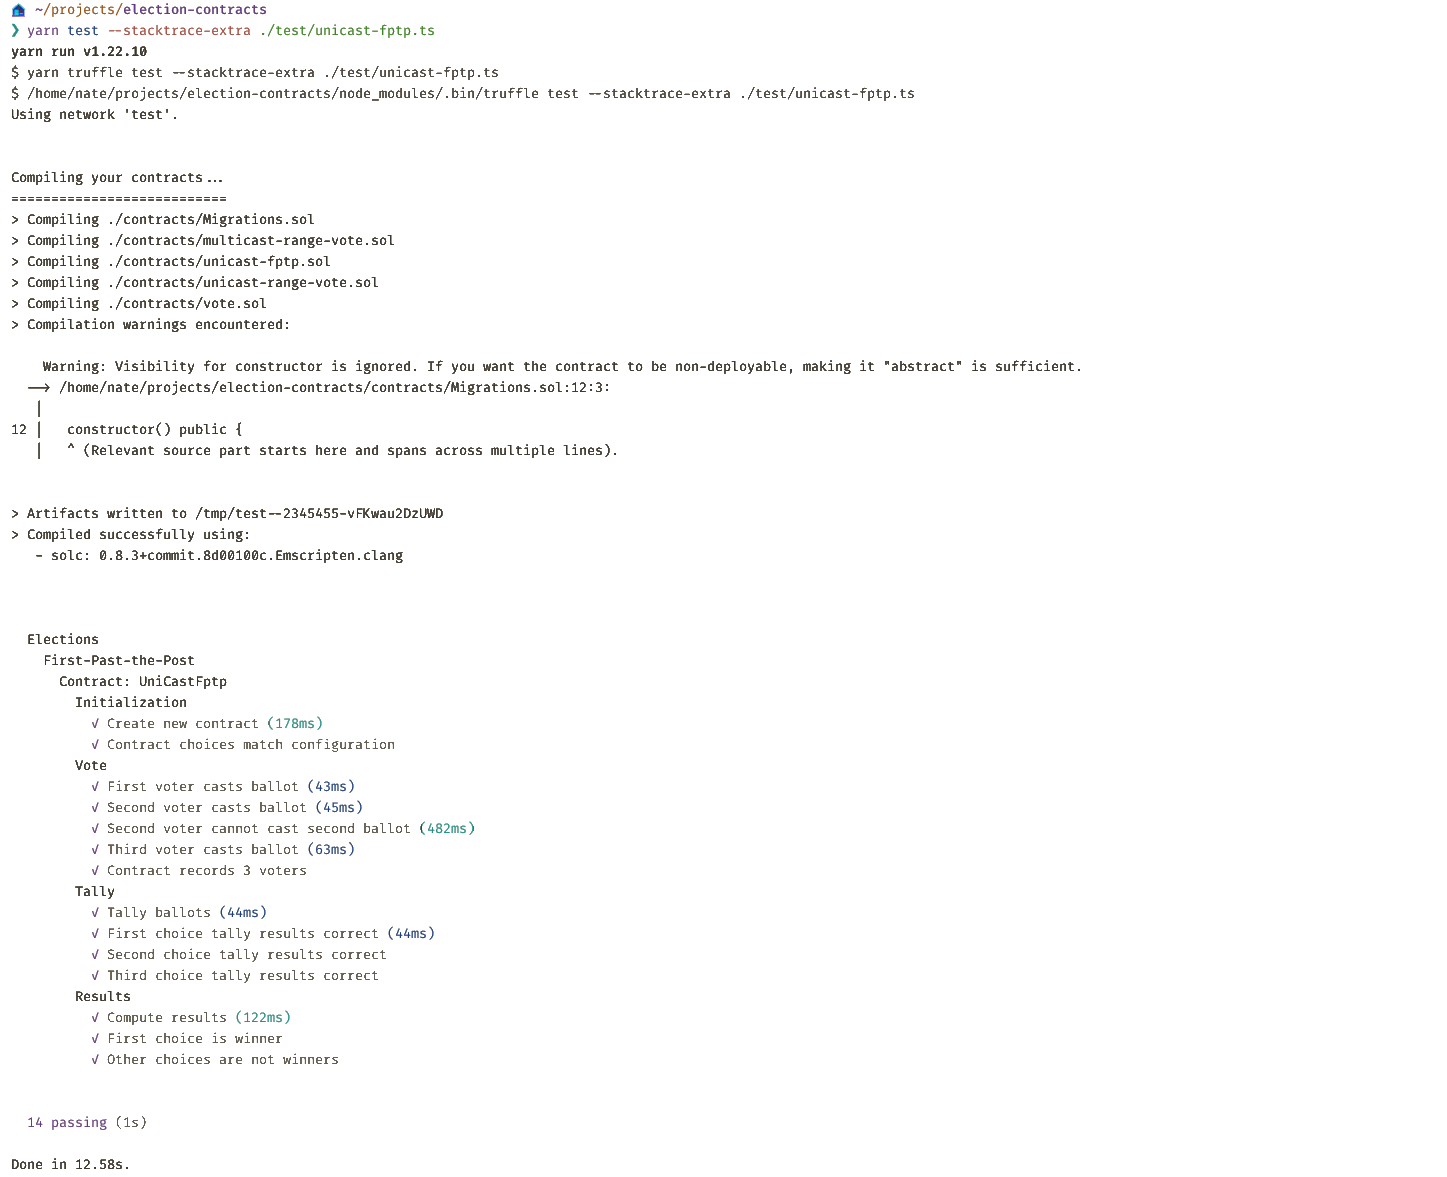 ~/projects/election-contracts
❯ yarn test --stacktrace-extra ./test/unicast-fptp.ts
yarn run v1.22.10
$ yarn truffle test --stacktrace-extra ./test/unicast-fptp.ts
$ /home/nate/projects/election-contracts/node_modules/.bin/truffle test --stacktrace-extra ./test/unicast-fptp.ts
Using network 'test'.
Compiling your contracts...
===========================
> Compiling ./contracts/Migrations.sol
> Compiling ./contracts/multicast-range-vote.sol
> Compiling ./contracts/unicast-fptp.sol
> Compiling ./contracts/unicast-range-vote.sol
> Compiling ./contracts/vote.sol
> Compilation warnings encountered:
Warning: Visibility for constructor is ignored. If you want the contract to be non-deployable, making it "abstract" is sufficient.
--> /home/nate/projects/election-contracts/contracts/Migrations.sol:12:3:
|
12 |   constructor() public {
|   ^ (Relevant source part starts here and spans across multiple lines).
> Artifacts written to /tmp/test--2345455-vFKwau2DzUWD
> Compiled successfully using:
- solc: 0.8.3+commit.8d00100c.Emscripten.clang
Elections
First-Past-the-Post
Contract: UniCastFptp
Initialization
√ Create new contract (178ms)
√ Contract choices match configuration
Vote
√ First voter casts ballot (43ms)
√ Second voter casts ballot (45ms)
√ Second voter cannot cast second ballot (482ms)
√ Third voter casts ballot (63ms)
√ Contract records 3 voters
Tally
√ Tally ballots (44ms)
√ First choice tally results correct (44ms)
√ Second choice tally results correct
√ Third choice tally results correct
Results
√ Compute results (122ms)
√ First choice is winner
√ Other choices are not winners
14 passing (1s)
Done in 12.58s.